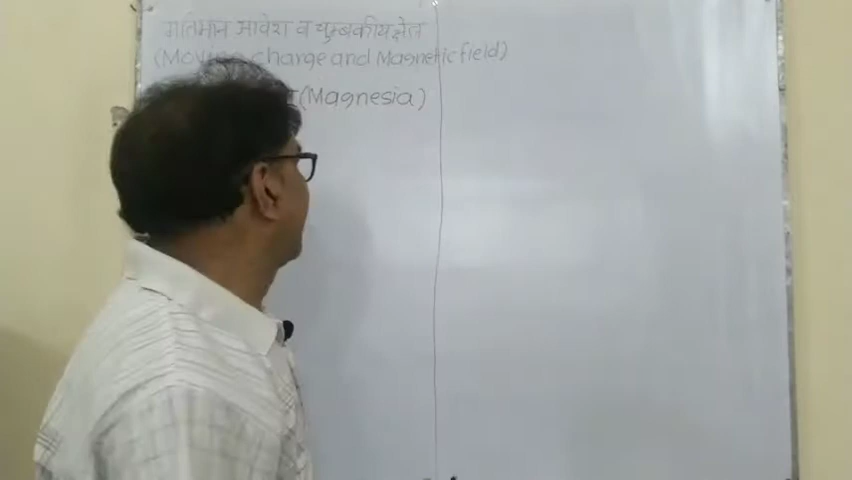 गतिमान आवेश व चुम्बकीय क्षेत्र
(Moving charge and Magnetic field)
(Magnesia)